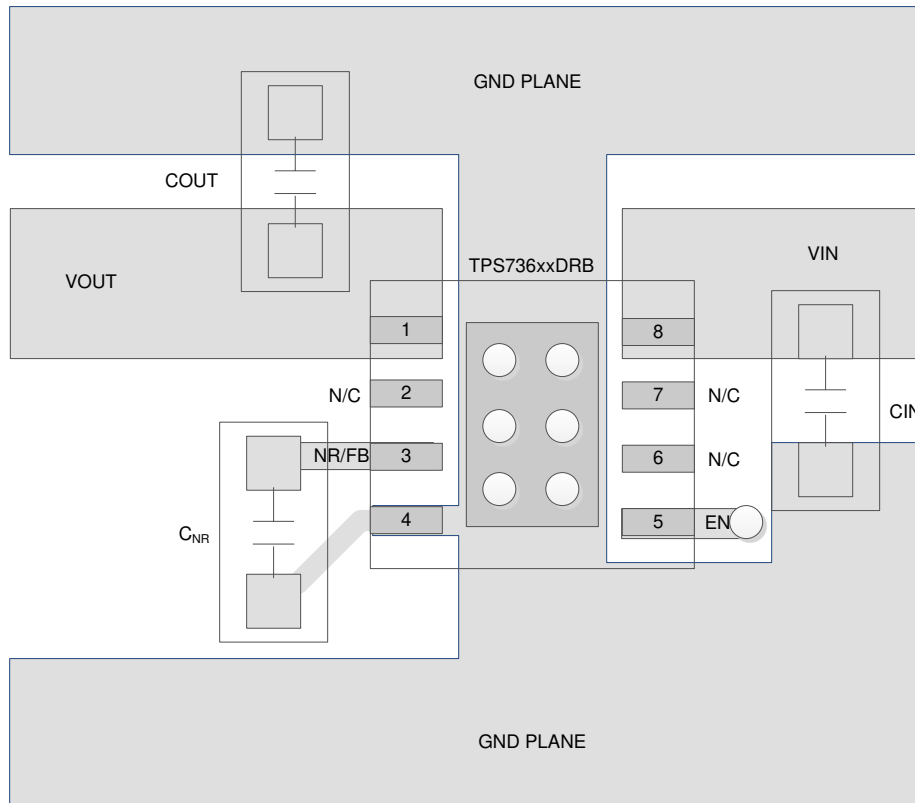 GND PLANE
COUT
TPS736xxDRB
VIN
VOUT
1
8
N/C
2
7
N/C
CIN
NR/FB
3
6
N/C
4
5
EN
CNR
GND PLANE